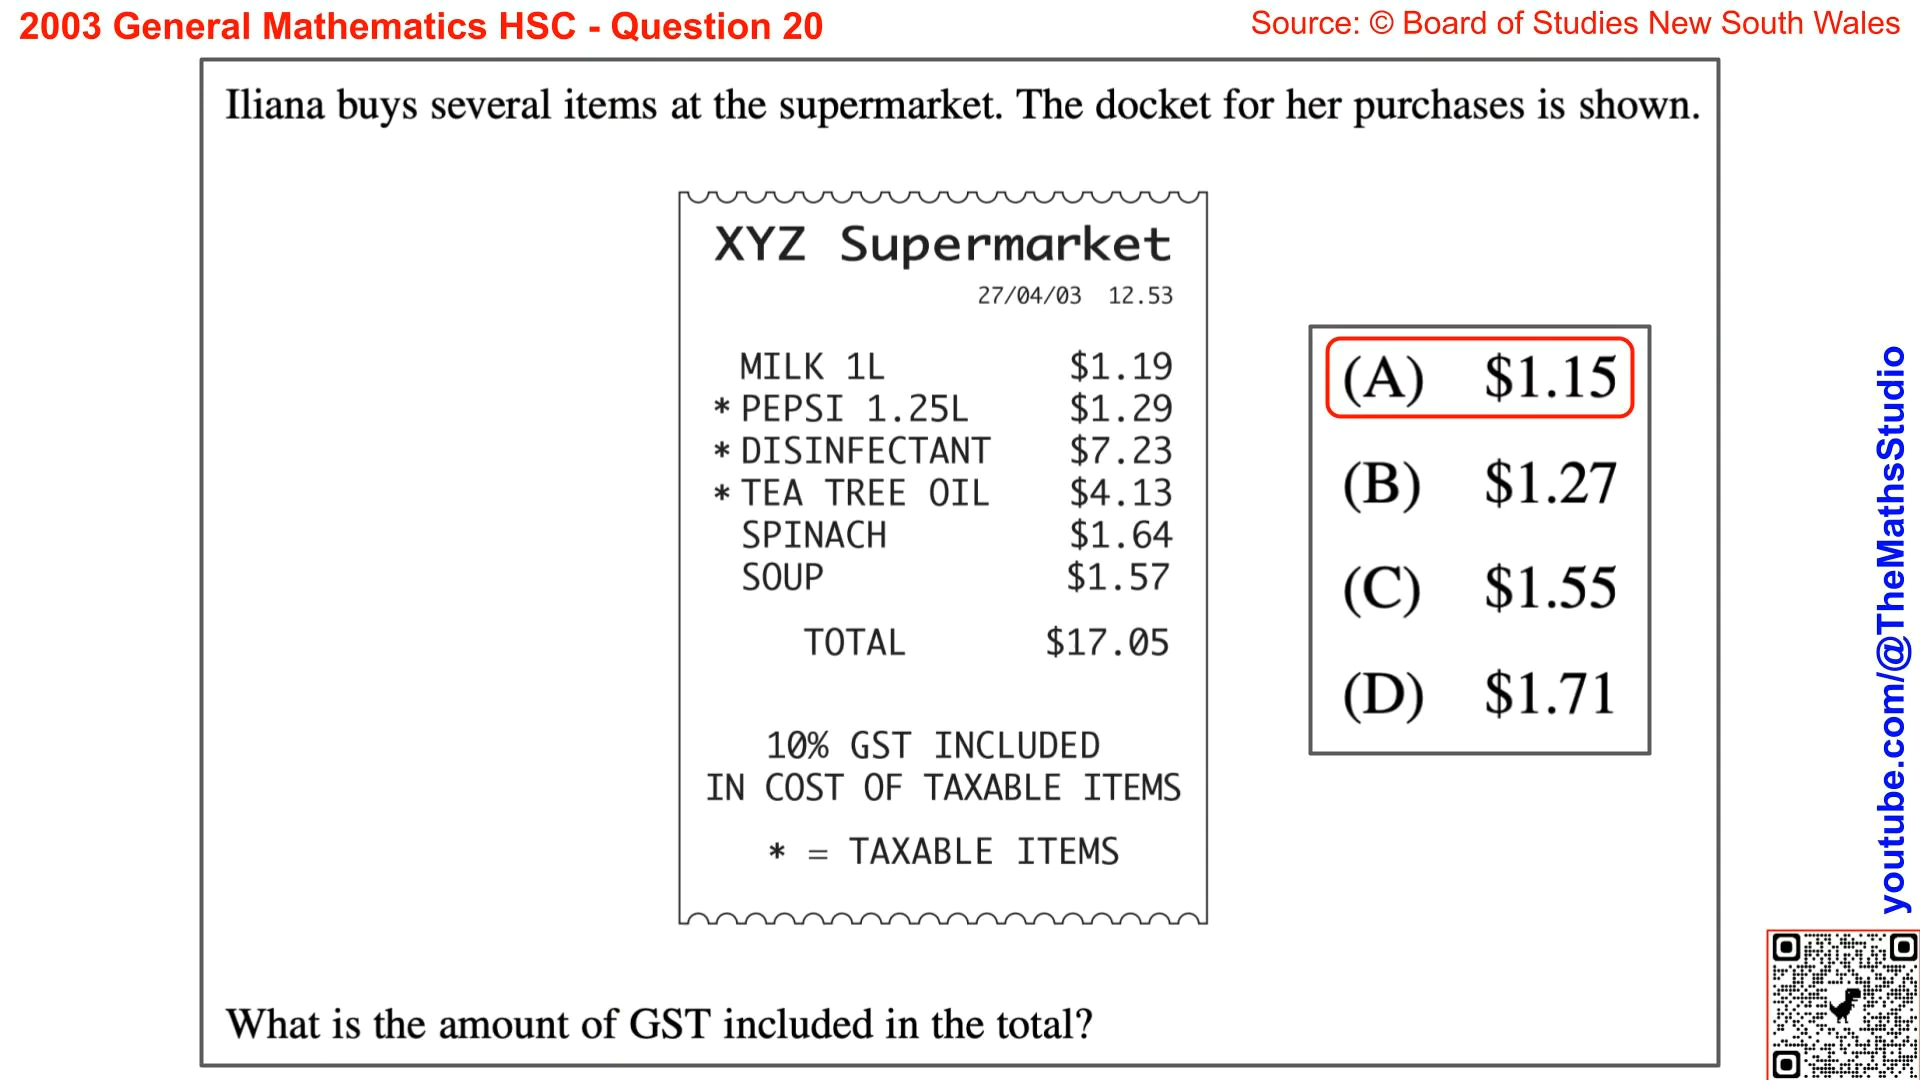 2003 General Mathematics HSC - Question 20
Source: © Board of Studies New South Wales
Iliana buys several items at the supermarket. The docket for her purchases is shown.
XYZ Supermarket
27/04/03 12.53
MILK 1L $1.19
* PEPSI 1.25L $1.29
* DISINFECTANT $7.23
* TEA TREE OIL $4.13
SPINACH $1.64
SOUP $1.57
TOTAL $17.05
10% GST INCLUDED
IN COST OF TAXABLE ITEMS
* = TAXABLE ITEMS
(A) $1.15
(B) $1.27
(C) $1.55
(D) $1.71
What is the amount of GST included in the total?
youtube.com/@TheMathsStudio